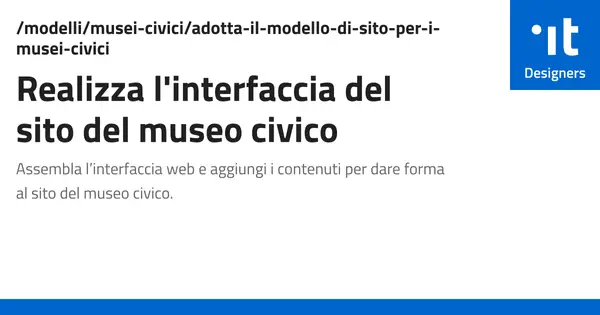 /modelli/musei-civici/adotta-il-modello-di-sito-per-i-
musei-civici
Realizza l'interfaccia del
sito del museo civico
Assembla l’interfaccia web e aggiungi i contenuti per dare forma
al sito del museo civico.
it
Designers